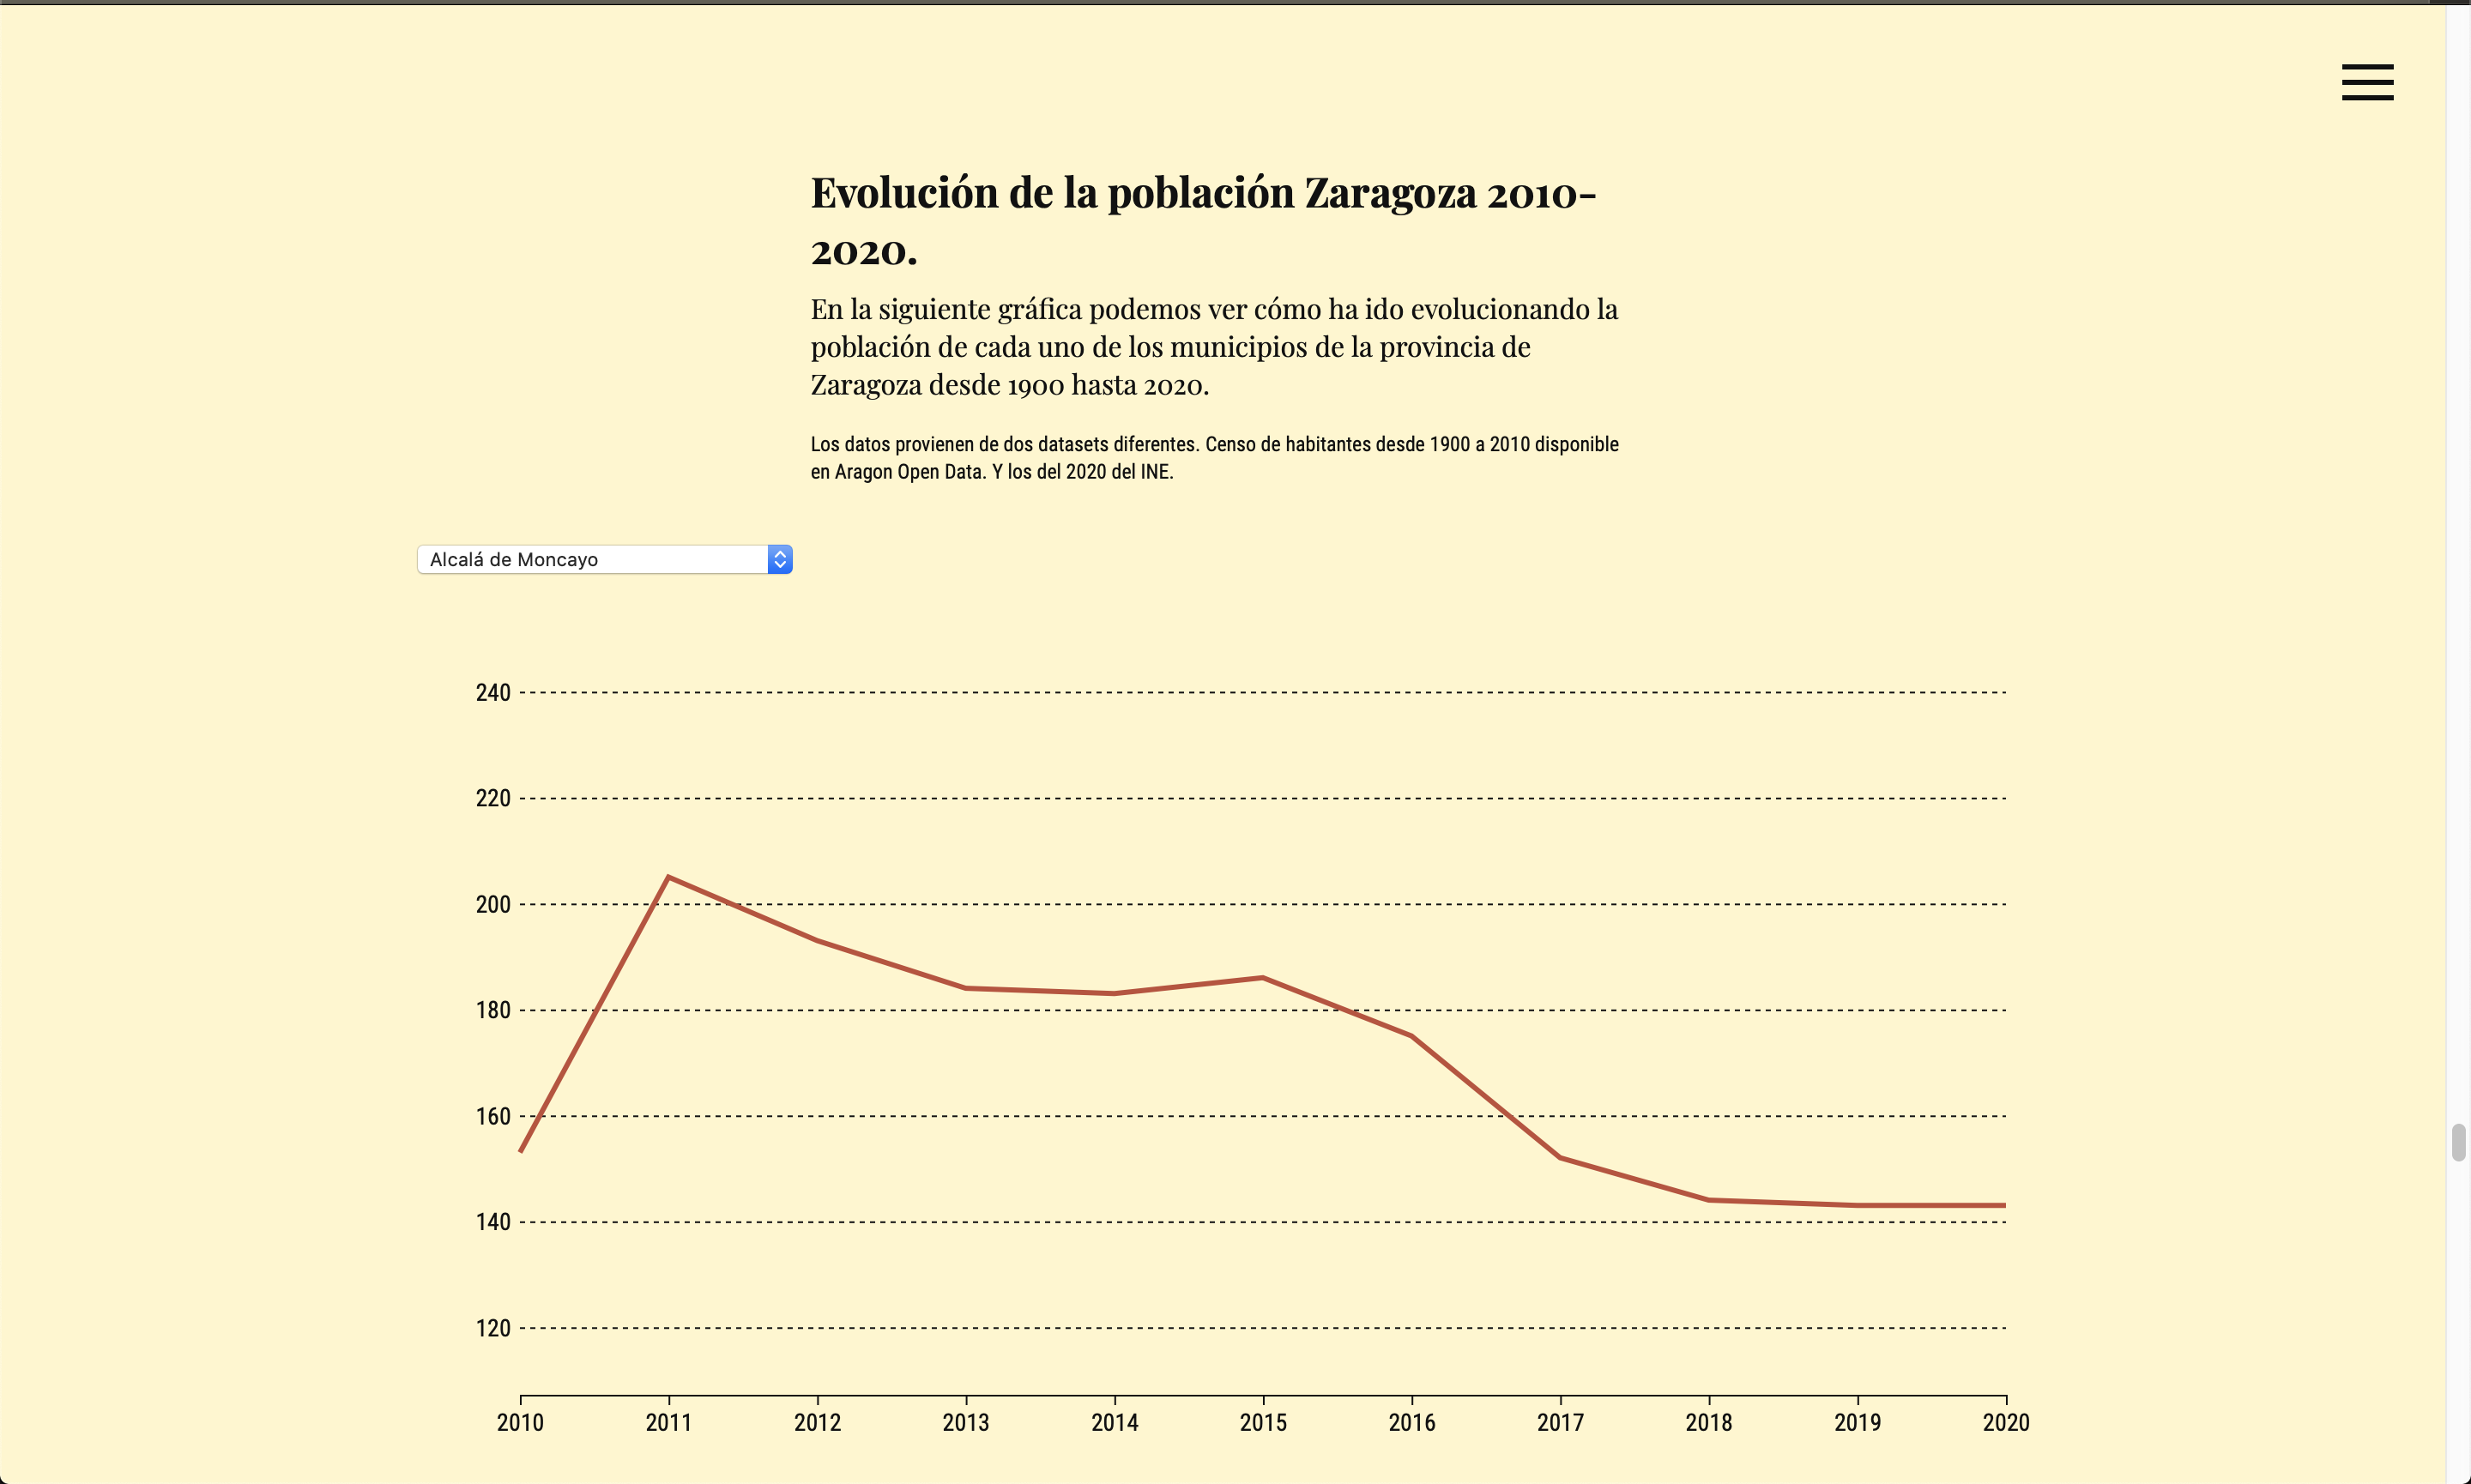 Evolución de la población Zaragoza 2010-
2020.
En la siguiente gráfica podemos ver cómo ha ido evolucionando la
población de cada uno de los municipios de la provincia de
Zaragoza desde 1900 hasta 2020.
Los datos provienen de dos datasets diferentes. Censo de habitantes desde 1900 a 2010 disponible
en Aragon Open Data. Y los del 2020 del INE.
Alcalá de Moncayo
240
220
200
180
160
140
120
2010 2011 2012 2013 2014 2015 2016 2017 2018 2019 2020